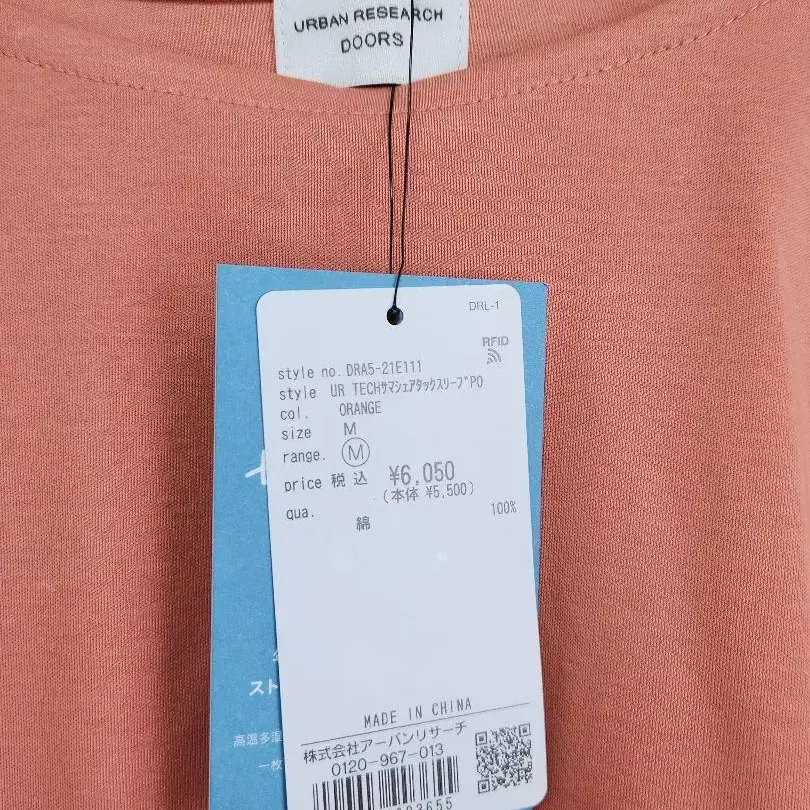 URBAN RESEARCH
DOORS
DRL-1
RFID
style no. DRA5-21E111
style UR TECHサマシェアタックスリーブPO
col. ORANGE
size M
range. M
price 税込 ¥6,050
(本体 ¥5,500)
qua.
綿 100%
MADE IN CHINA
株式会社アーバンリサーチ
0120-967-013
スト
高温多湿
一枚